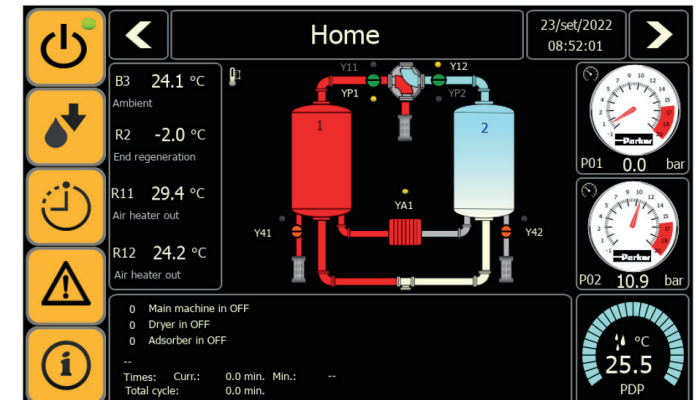 Home
23/set/2022
08:52:01
B3 24.1 °C
Ambient
R2 -2.0 °C
End regeneration
R11 29.4 °C
Air heater out
R12 24.2 °C
Air heater out
Y11
Y12
YP1
YP2
1
2
YA1
Y41
Y42
Parker
P01 0.0 bar
Parker
P02 10.9 bar
0 Main machine in OFF
0 Dryer in OFF
0 Adsorber in OFF
--
Times: Curr.: 0.0 min. Min.: --
Total cycle: 0.0 min.
°C
25.5
PDP